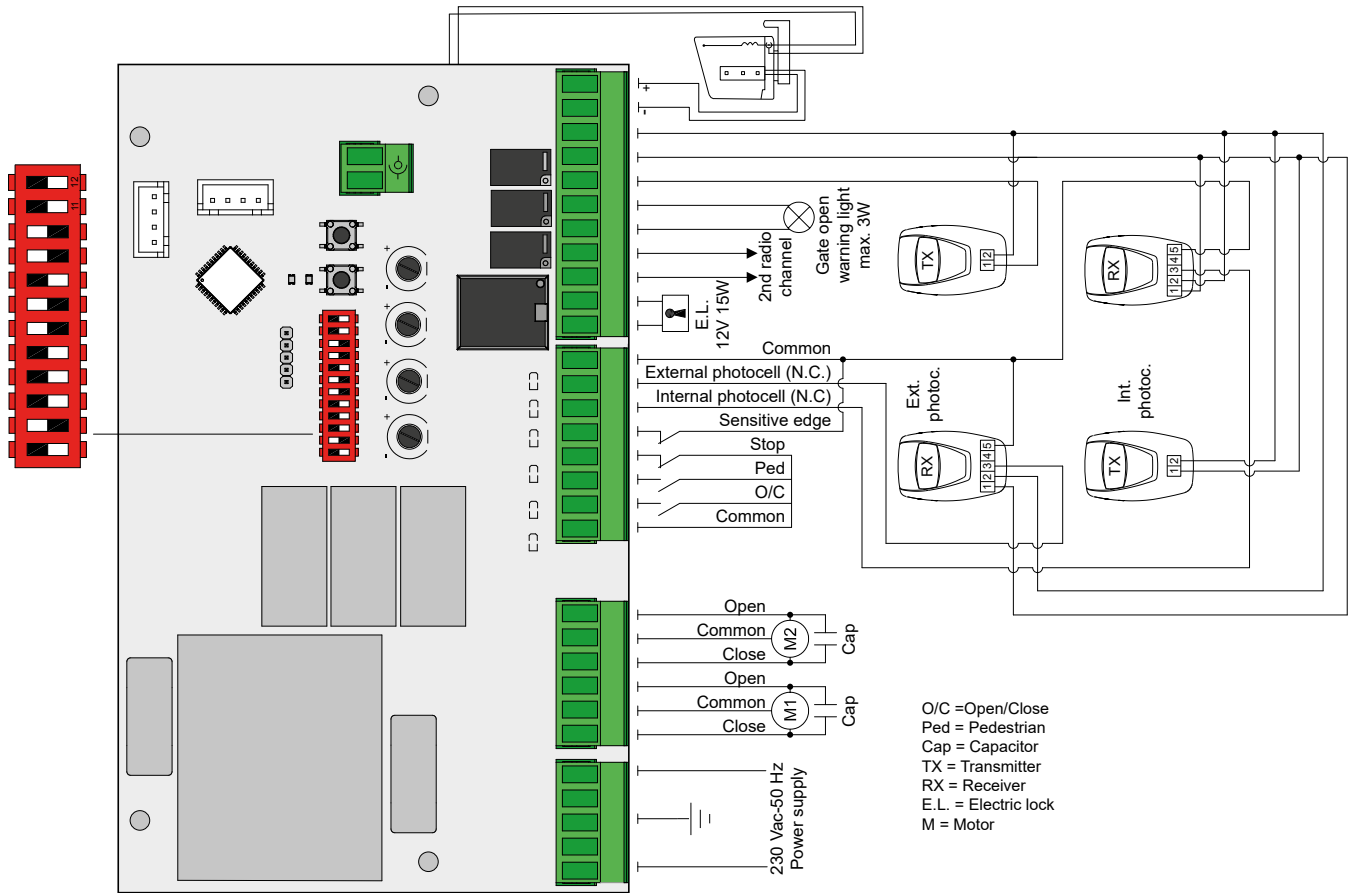 12
11
+
-
+
-
+
-
+
-
+
-
Gate open
warning light
max. 3W
2nd radio
channel
E.L.
12V 15W
Common
External photocell (N.C.)
Internal photocell (N.C)
Sensitive edge
Stop
Ped
O/C
Common
TX
1 2
RX
1 2 3 4 5
Ext.
photoc.
Int.
photoc.
RX
1 2 3 4 5
TX
1 2
Open
Common
Close
M2
Cap
Open
Common
Close
M1
Cap
230 Vac-50 Hz
Power supply
O/C =Open/Close
Ped = Pedestrian
Cap = Capacitor
TX = Transmitter
RX = Receiver
E.L. = Electric lock
M = Motor